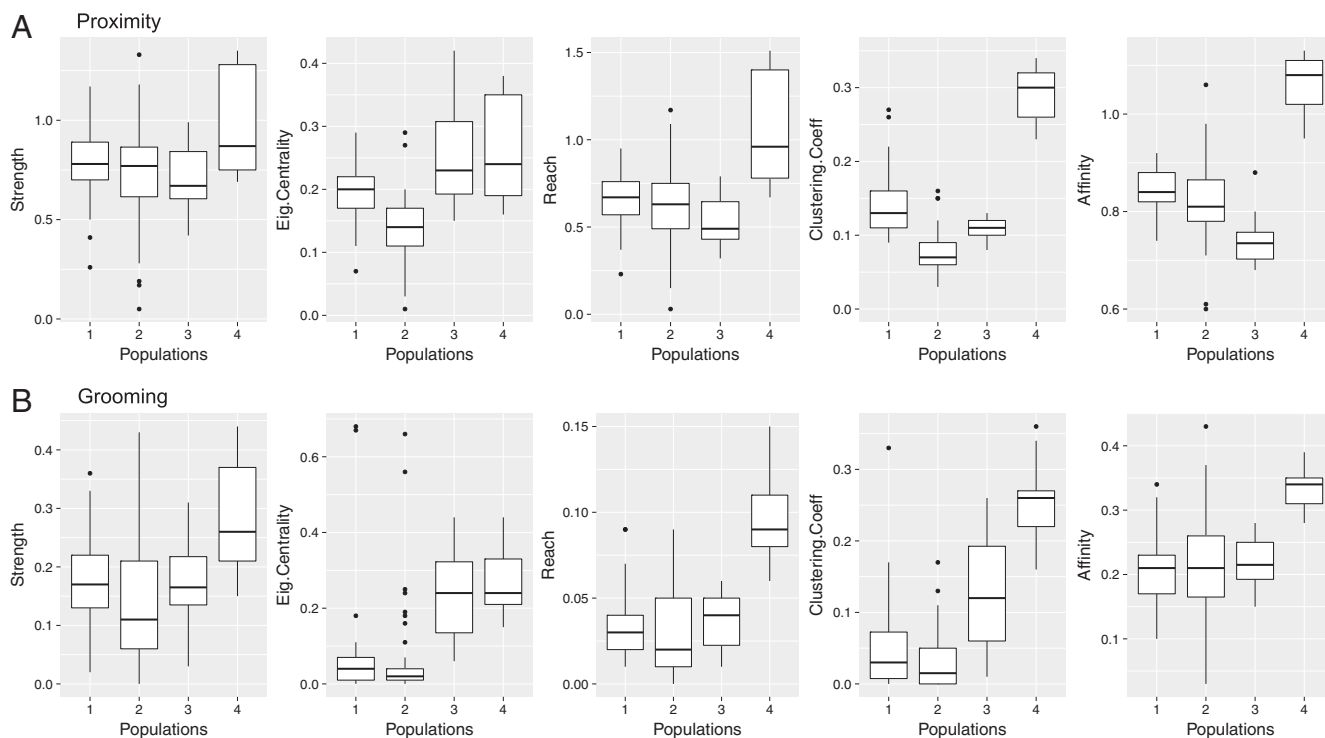 A Proximity
Strength
0.0
0.5
1.0
1 2 3 4
Populations
Eig.Centrality
0.0
0.1
0.2
0.3
0.4
1 2 3 4
Populations
Reach
0.0
0.5
1.0
1.5
1 2 3 4
Populations
Clustering.Coeff
0.0
0.1
0.2
0.3
1 2 3 4
Populations
Affinity
0.6
0.8
1.0
1 2 3 4
Populations
B Grooming
Strength
0.0
0.1
0.2
0.3
0.4
1 2 3 4
Populations
Eig.Centrality
0.0
0.2
0.4
0.6
1 2 3 4
Populations
Reach
0.00
0.05
0.10
0.15
1 2 3 4
Populations
Clustering.Coeff
0.0
0.1
0.2
0.3
1 2 3 4
Populations
Affinity
0.1
0.2
0.3
0.4
1 2 3 4
Populations